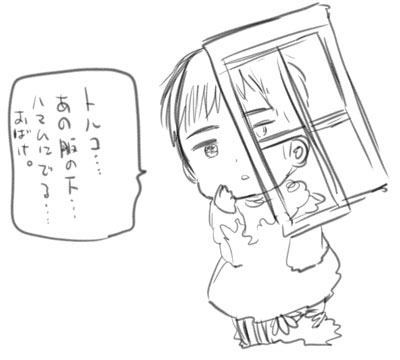 トルコ…
あの服の下…
ハマムにでる…
おばけ。